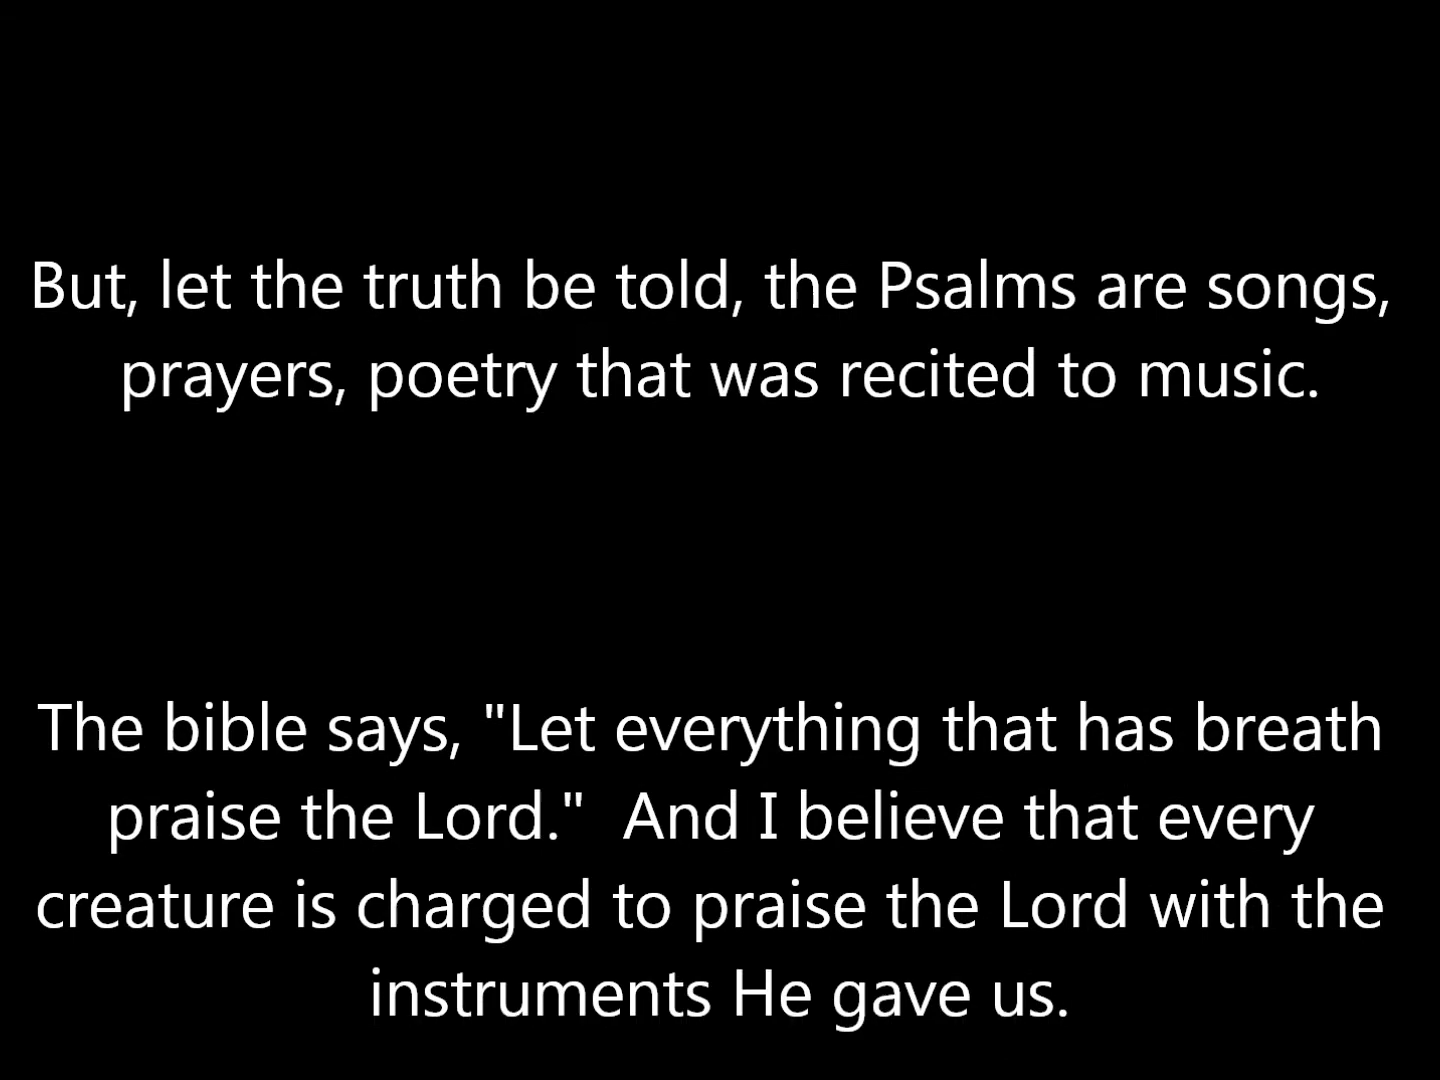 But, let the truth be told, the Psalms are songs,
prayers, poetry that was recited to music.
The bible says, "Let everything that has breath
praise the Lord."  And I believe that every
creature is charged to praise the Lord with the
instruments He gave us.